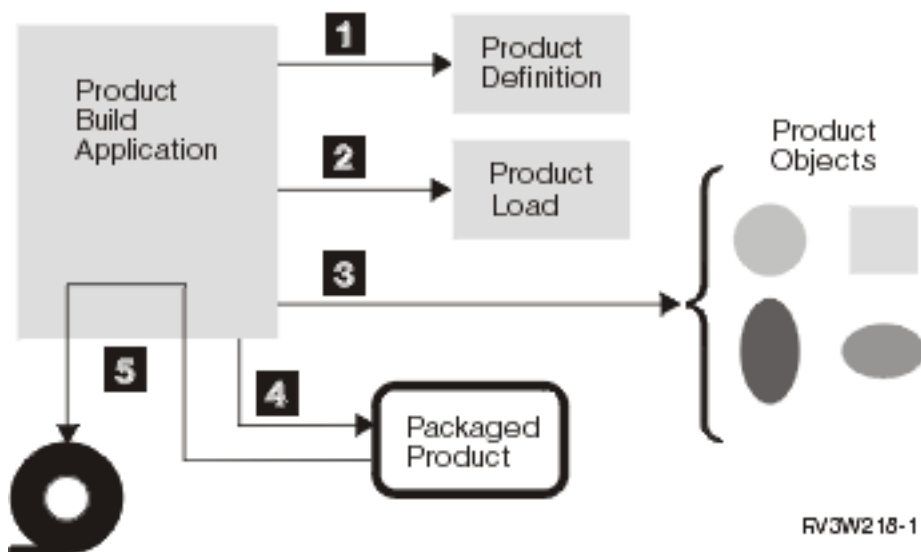 1
Product
Definition
Product
Build
Application
2
Product
Load
Product
Objects
3
5
4
Packaged
Product
RV3W218-1